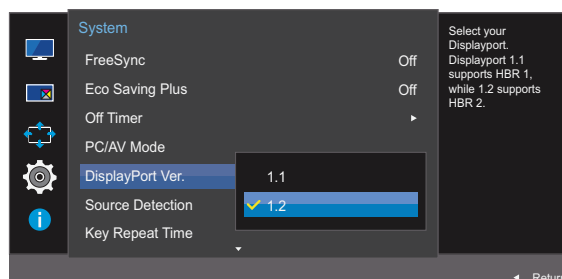 System
FreeSync Off
Eco Saving Plus Off
Off Timer
PC/AV Mode
DisplayPort Ver.
1.1
1.2
Source Detection
Key Repeat Time
Select your
Displayport.
Displayport 1.1
supports HBR 1,
while 1.2 supports
HBR 2.
Return